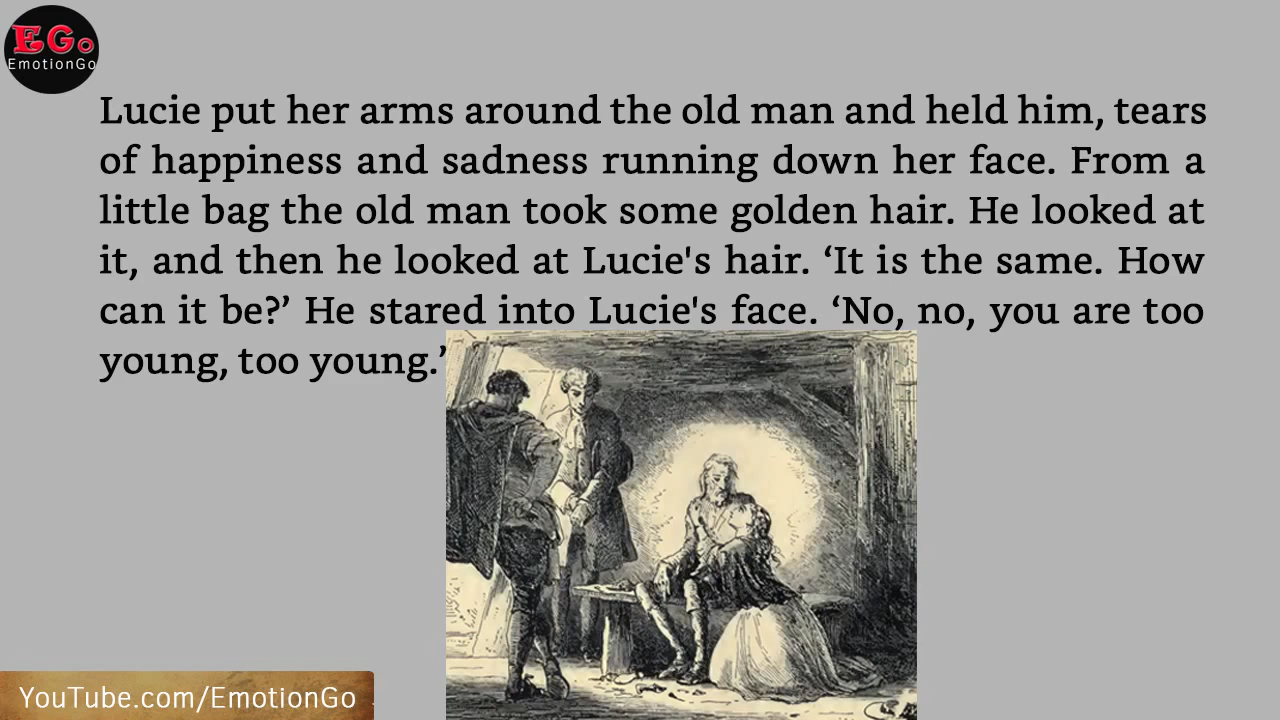 EGo
EmotionGo
Lucie put her arms around the old man and held him, tears
of happiness and sadness running down her face. From a
little bag the old man took some golden hair. He looked at
it, and then he looked at Lucie's hair. ‘It is the same. How
can it be?’ He stared into Lucie's face. ‘No, no, you are too
young, too young.’
YouTube.com/EmotionGo